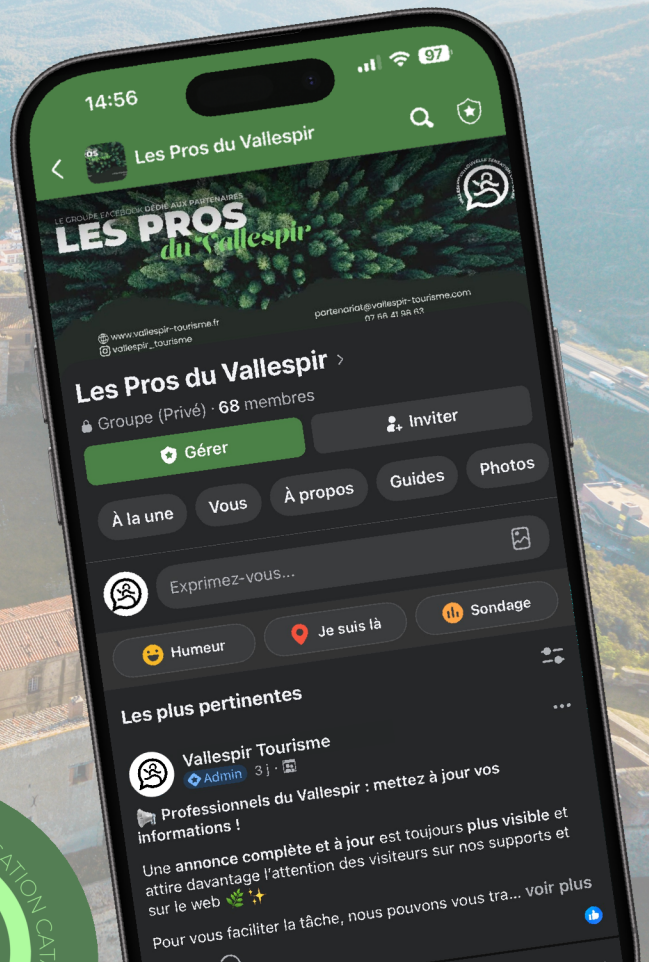 14:56
97
Les Pros du Vallespir
LE GROUPE FACEBOOK DÉDIÉ AUX PARTENAIRES
LES PROS
du Vallespir
www.vallespir-tourisme.fr
vallespir_tourisme
partenariat@vallespir-tourisme.com
07 66 41 98 63
Les Pros du Vallespir >
Groupe (Privé) · 68 membres
Gérer
Inviter
À la une
Vous
À propos
Guides
Photos
Exprimez-vous...
Humeur
Je suis là
Sondage
Les plus pertinentes
Vallespir Tourisme
Admin 3 j ·
Professionnels du Vallespir : mettez à jour vos
informations !
Une annonce complète et à jour est toujours plus visible et
attire davantage l'attention des visiteurs sur nos supports et
sur le web 🌿✨
Pour vous faciliter la tâche, nous pouvons vous tra... voir plus